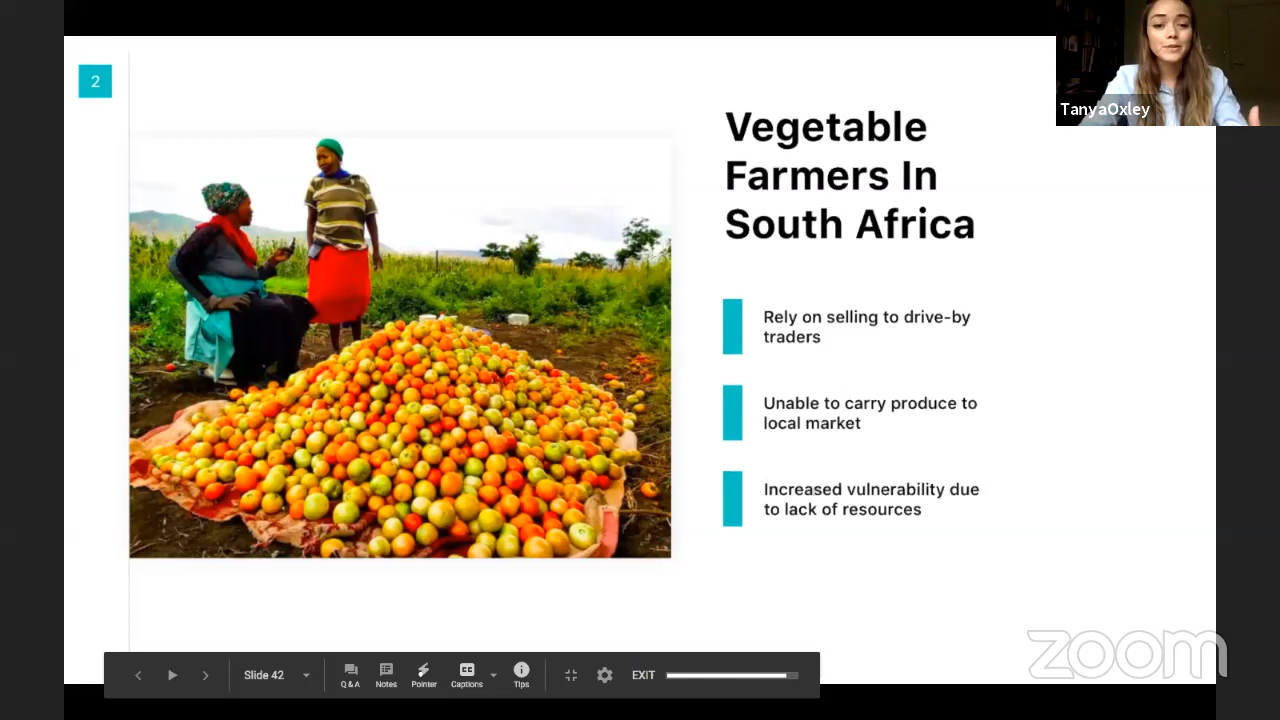 2
TanyaOxley
Vegetable
Farmers In
South Africa
Rely on selling to drive-by
traders
Unable to carry produce to
local market
Increased vulnerability due
to lack of resources
zoom
Slide 42
Q & A
Notes
Pointer
CC
Captions
Tips
EXIT